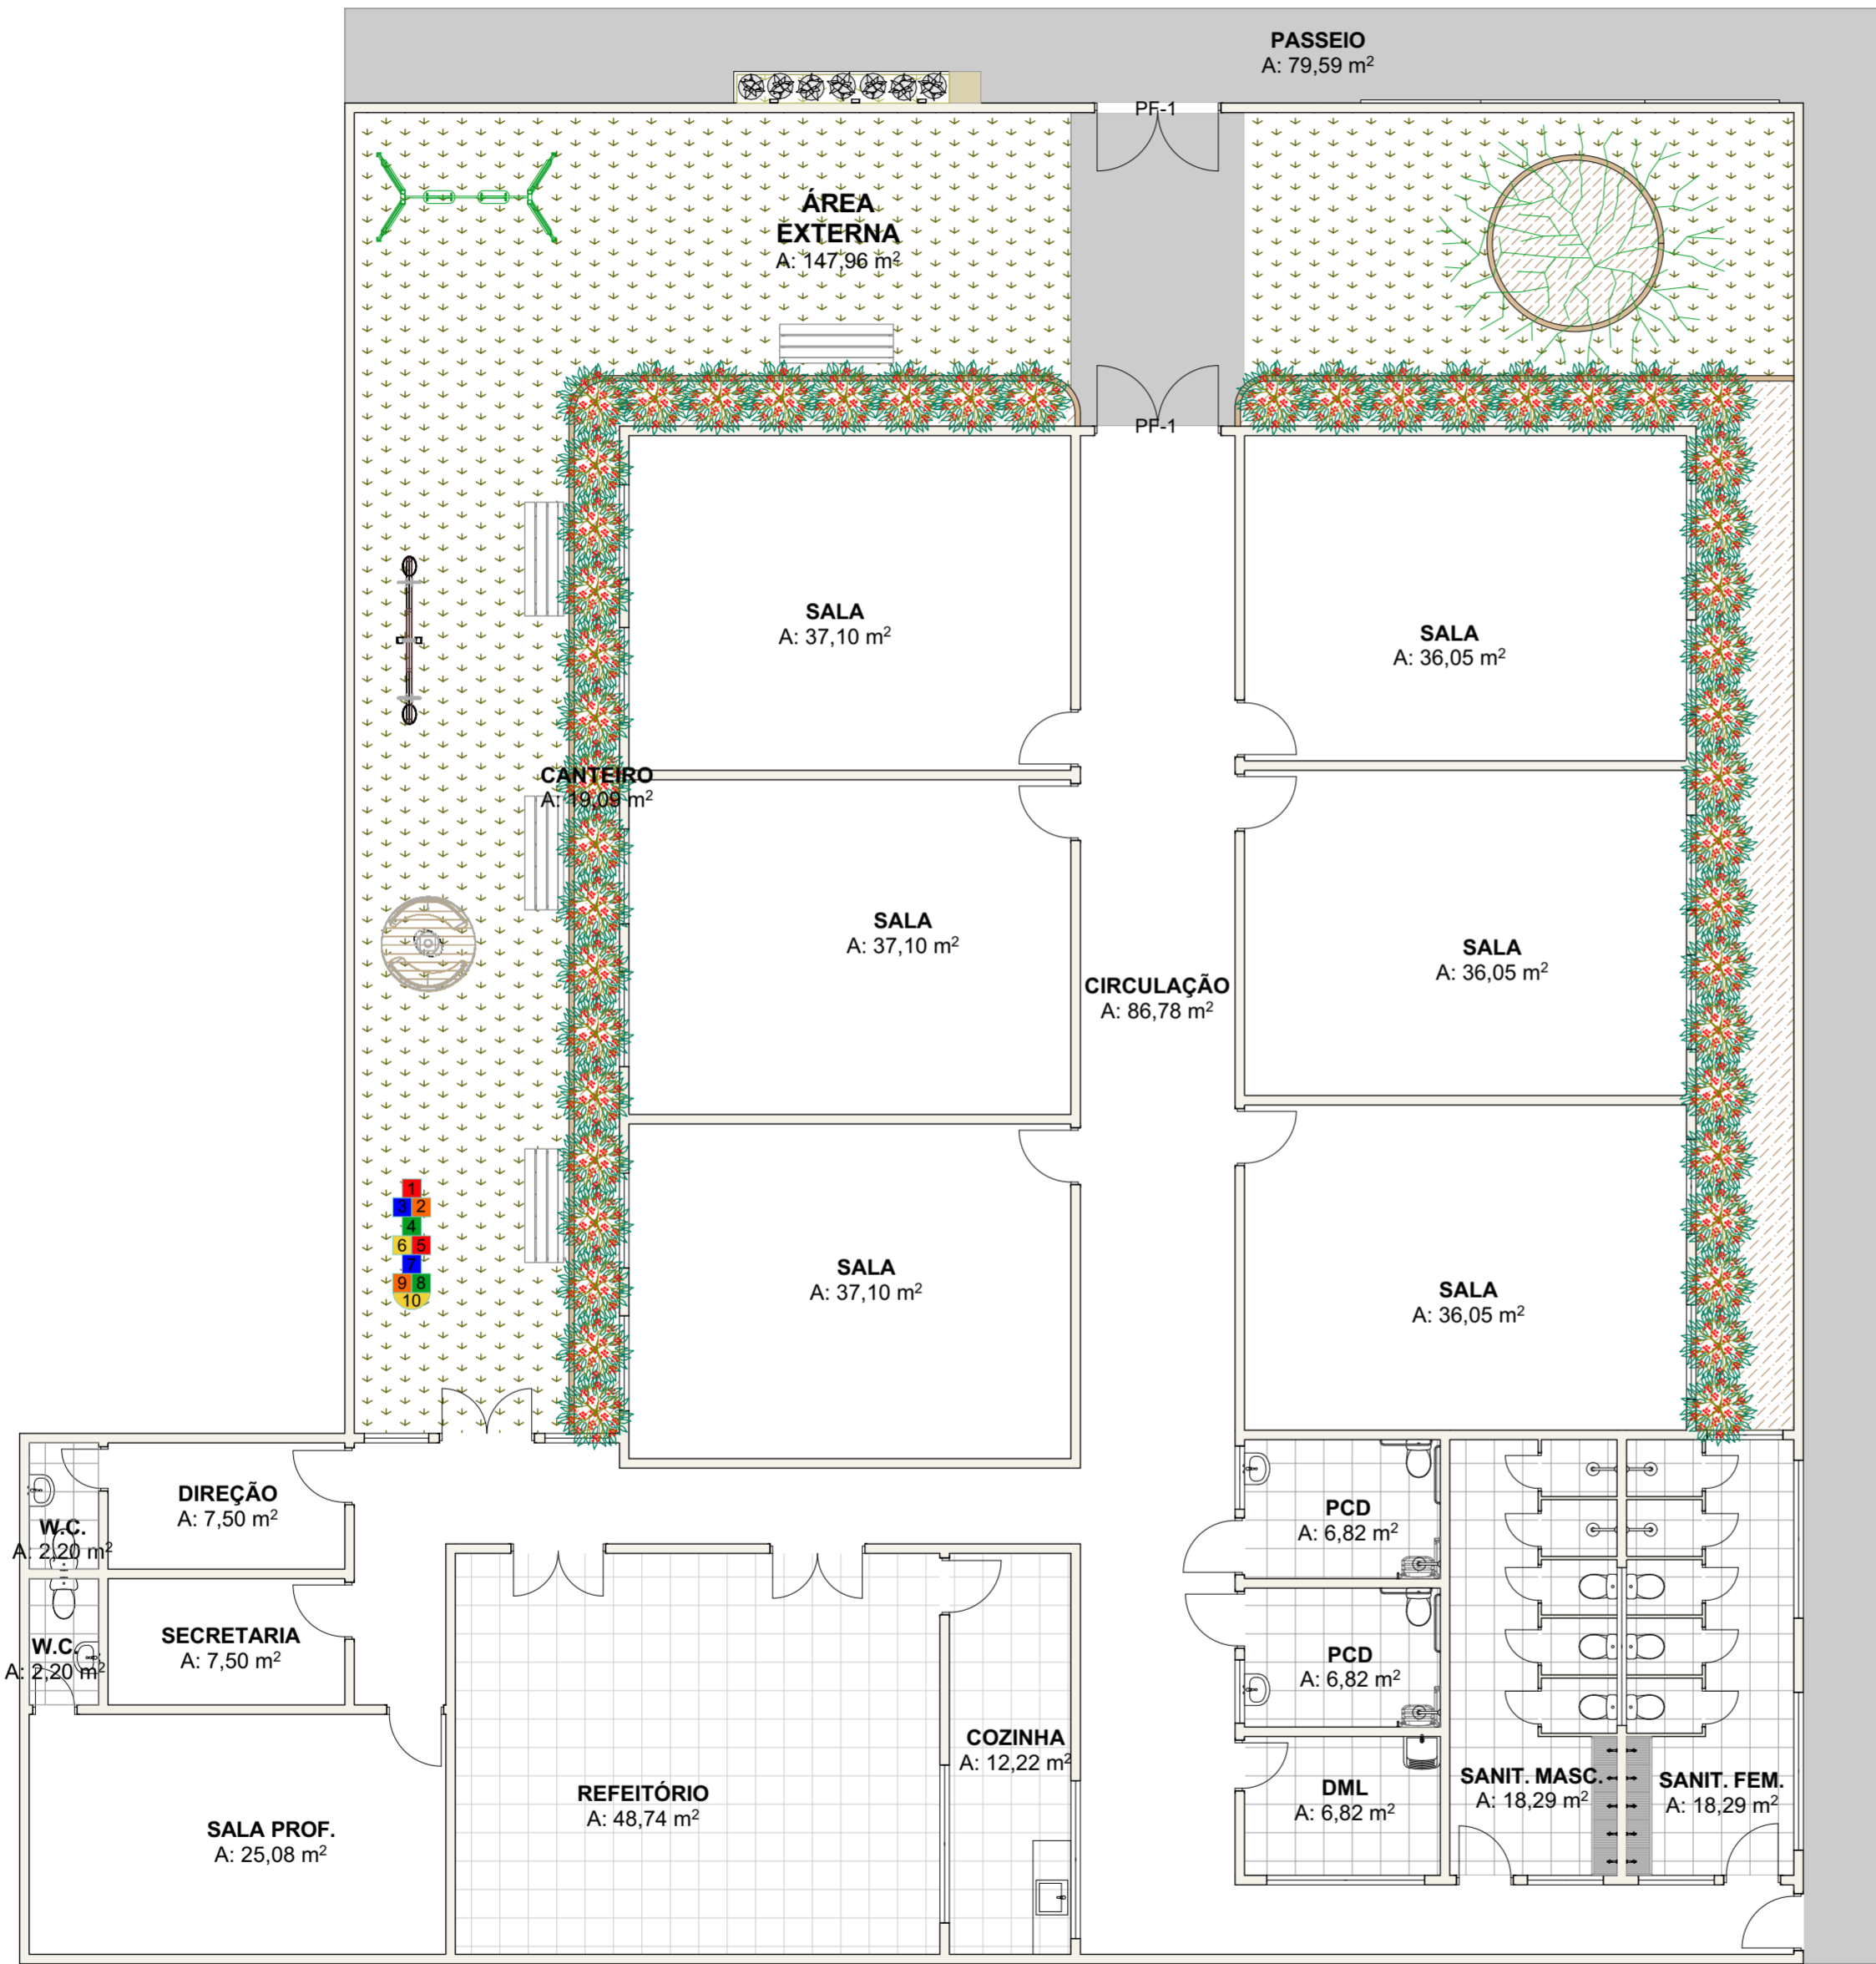 PASSEIO
A: 79,59 m²
PF-1
ÁREA
EXTERNA
A: 147,96 m²
PF-1
SALA
A: 37,10 m²
SALA
A: 36,05 m²
CANTEIRO
A: 19,09 m²
SALA
A: 37,10 m²
SALA
A: 36,05 m²
CIRCULAÇÃO
A: 86,78 m²
1
3 2
4
6 5
7
9 8
10
SALA
A: 37,10 m²
SALA
A: 36,05 m²
DIREÇÃO
A: 7,50 m²
W.C.
A: 2,20 m²
PCD
A: 6,82 m²
SECRETARIA
A: 7,50 m²
W.C.
A: 2,20 m²
PCD
A: 6,82 m²
COZINHA
A: 12,22 m²
REFEITÓRIO
A: 48,74 m²
DML
A: 6,82 m²
SANIT. MASC.
A: 18,29 m²
SANIT. FEM.
A: 18,29 m²
SALA PROF.
A: 25,08 m²